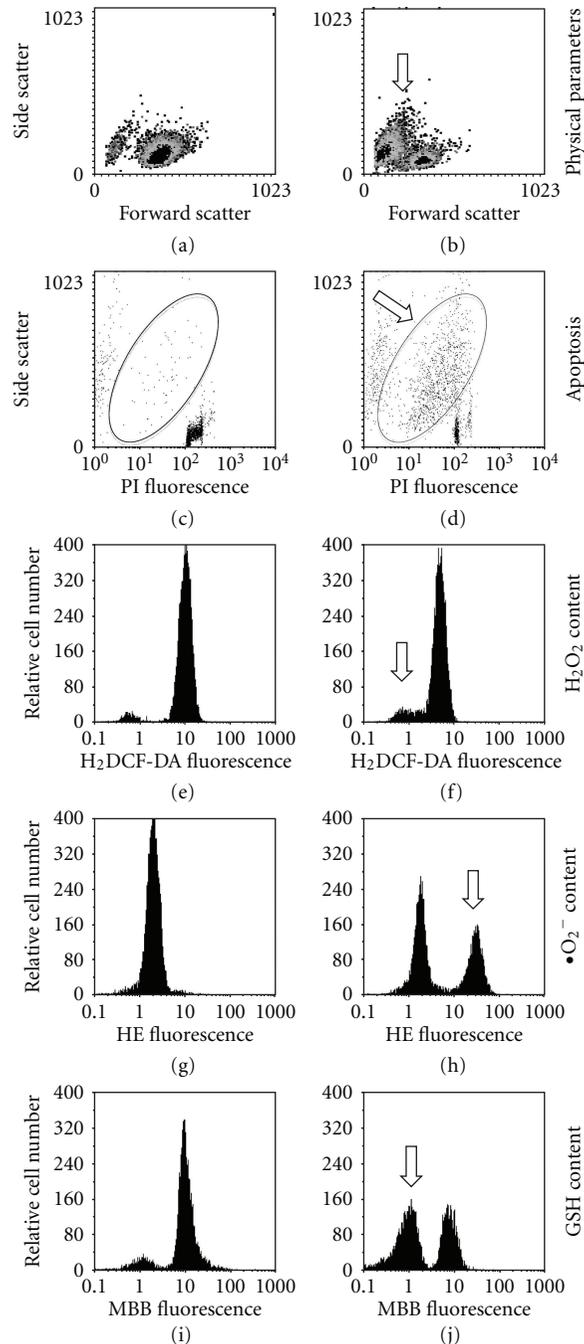 1023
Side scatter
0
0
1023
Forward scatter
(a)
1023
0
0
1023
Forward scatter
Physical parameters
(b)
1023
Side scatter
0
10⁰ 10¹ 10² 10³ 10⁴
PI fluorescence
(c)
1023
0
10⁰ 10¹ 10² 10³ 10⁴
PI fluorescence
Apoptosis
(d)
400
320
240
160
80
0
Relative cell number
0.1 1 10 100 1000
H₂DCF-DA fluorescence
(e)
400
320
240
160
80
0
0.1 1 10 100 1000
H₂DCF-DA fluorescence
H₂O₂ content
(f)
400
320
240
160
80
0
Relative cell number
0.1 1 10 100 1000
HE fluorescence
(g)
400
320
240
160
80
0
0.1 1 10 100 1000
HE fluorescence
•O₂⁻ content
(h)
400
320
240
160
80
0
Relative cell number
0.1 1 10 100 1000
MBB fluorescence
(i)
400
320
240
160
80
0
0.1 1 10 100 1000
MBB fluorescence
GSH content
(j)